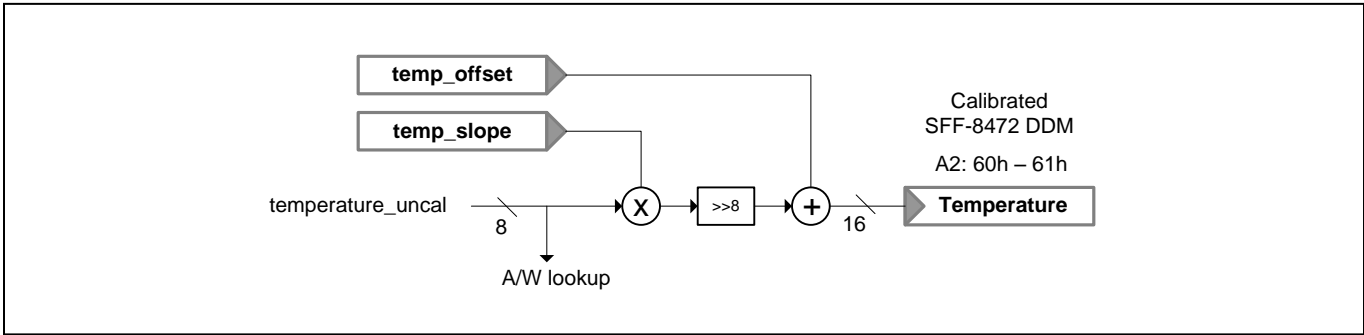 temp_offset
Calibrated
SFF-8472 DDM
temp_slope
A2: 60h – 61h
temperature_uncal
8
X
>>8
+
16
Temperature
A/W lookup